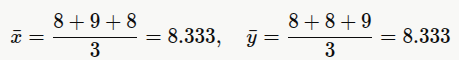 x̄ = (8 + 9 + 8)/3 = 8.333, ȳ = (8 + 8 + 9)/3 = 8.333